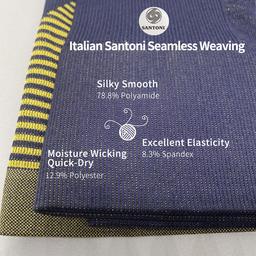 SANTONI
Italian Santoni Seamless Weaving
Silky Smooth
78.8% Polyamide
Excellent Elasticity
8.3% Spandex
Moisture Wicking
Quick-Dry
12.9% Polyester